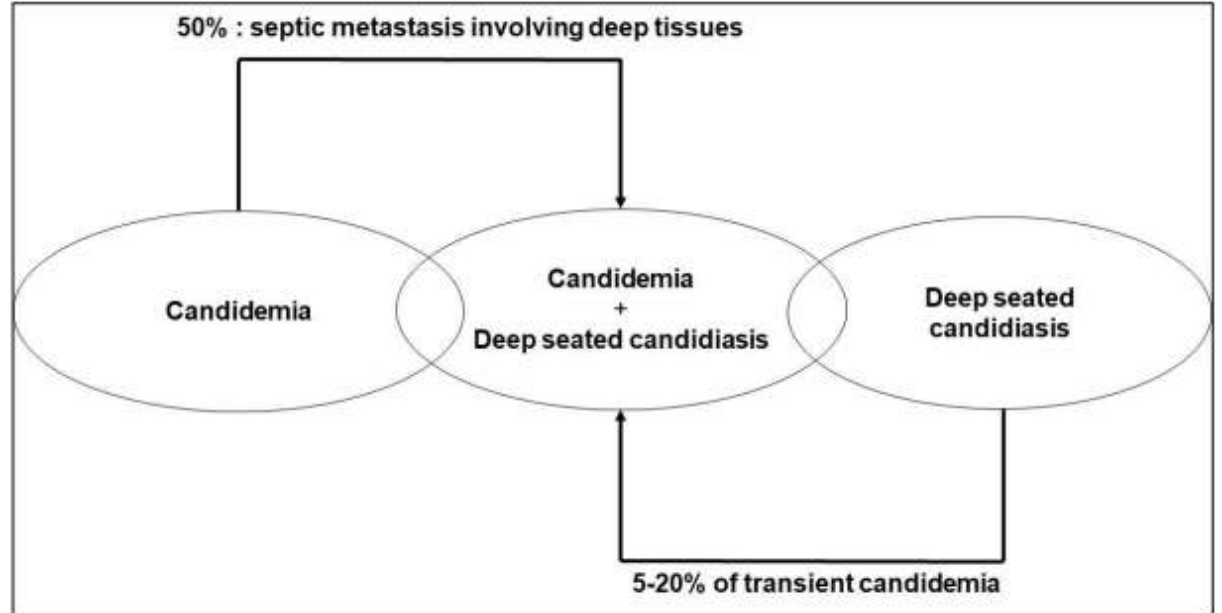 50% : septic metastasis involving deep tissues
Candidemia
Candidemia
+
Deep seated candidiasis
Deep seated
candidiasis
5-20% of transient candidemia